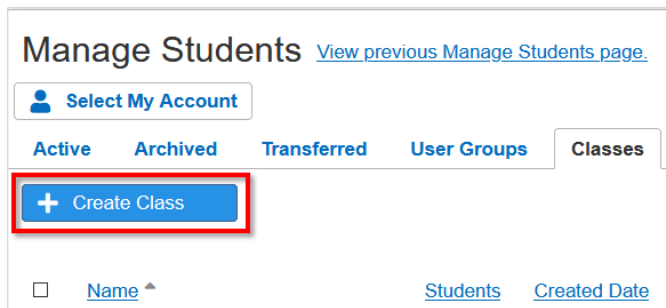 Manage Students View previous Manage Students page.
Select My Account
Active Archived Transferred User Groups Classes
Create Class
Name Students Created Date